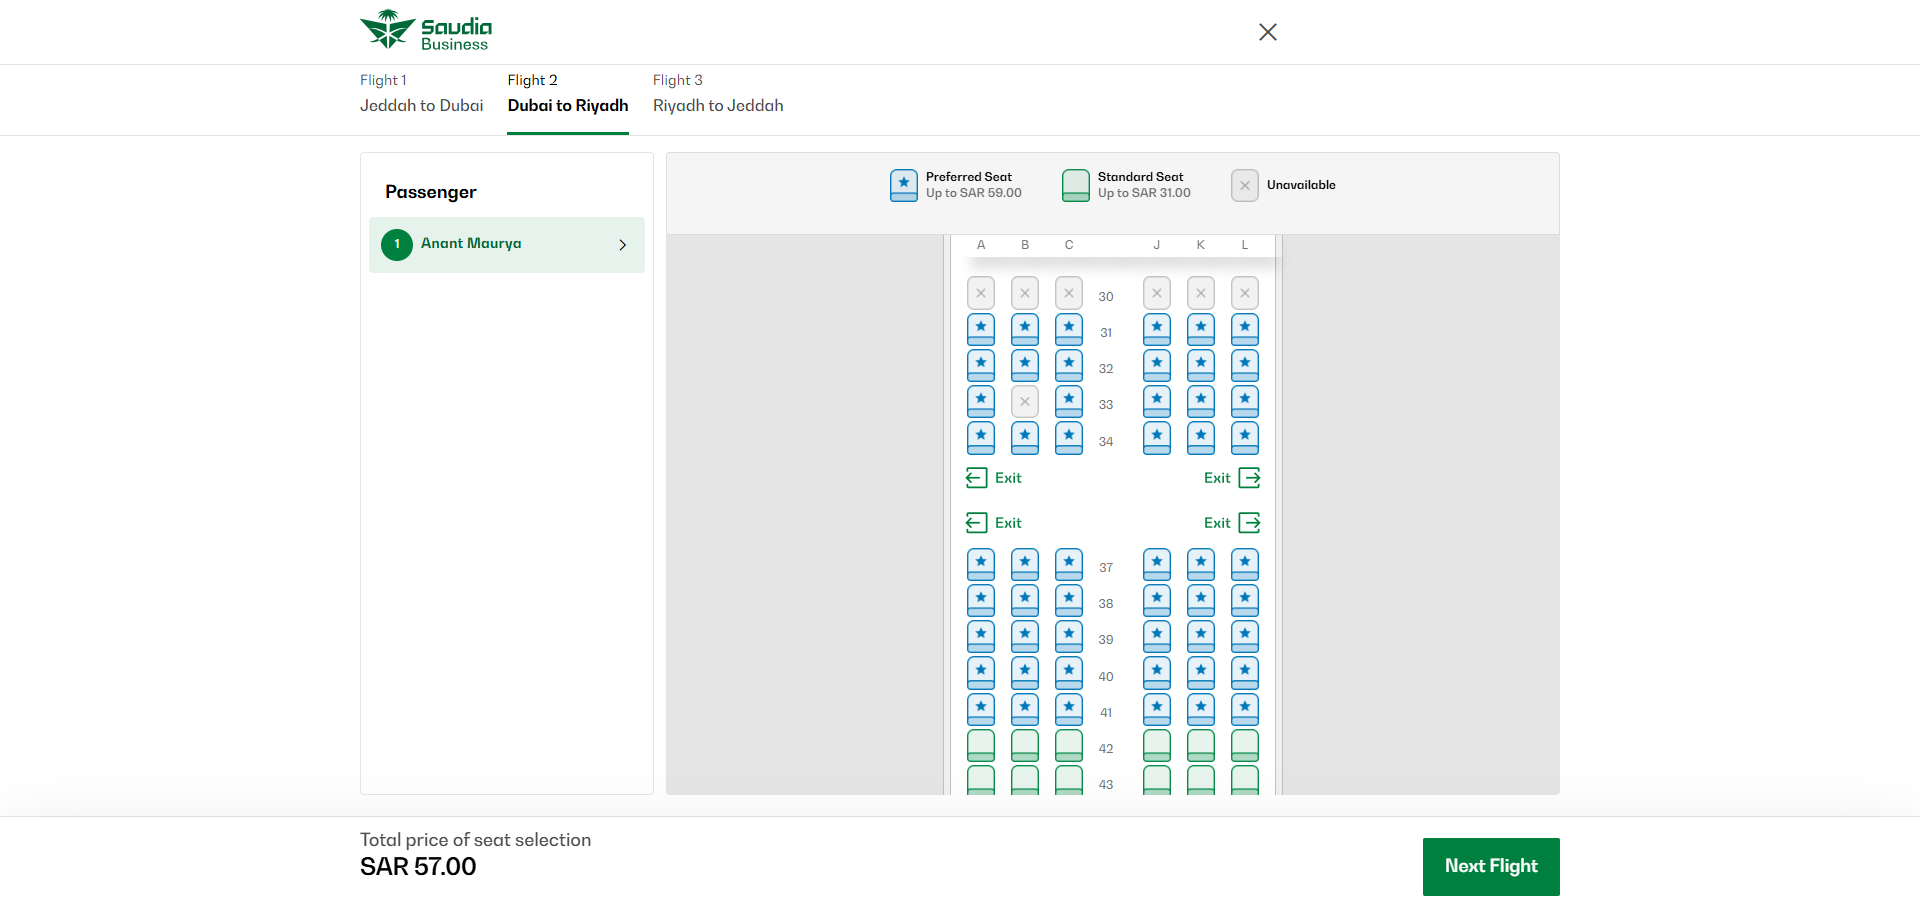 Saudia
Business
Flight 1
Jeddah to Dubai
Flight 2
Dubai to Riyadh
Flight 3
Riyadh to Jeddah
Passenger
1 Anant Maurya
Preferred Seat
Up to SAR 59.00
Standard Seat
Up to SAR 31.00
Unavailable
A B C J K L
30
31
32
33
34
Exit Exit
Exit Exit
37
38
39
40
41
42
43
Total price of seat selection
SAR 57.00
Next Flight